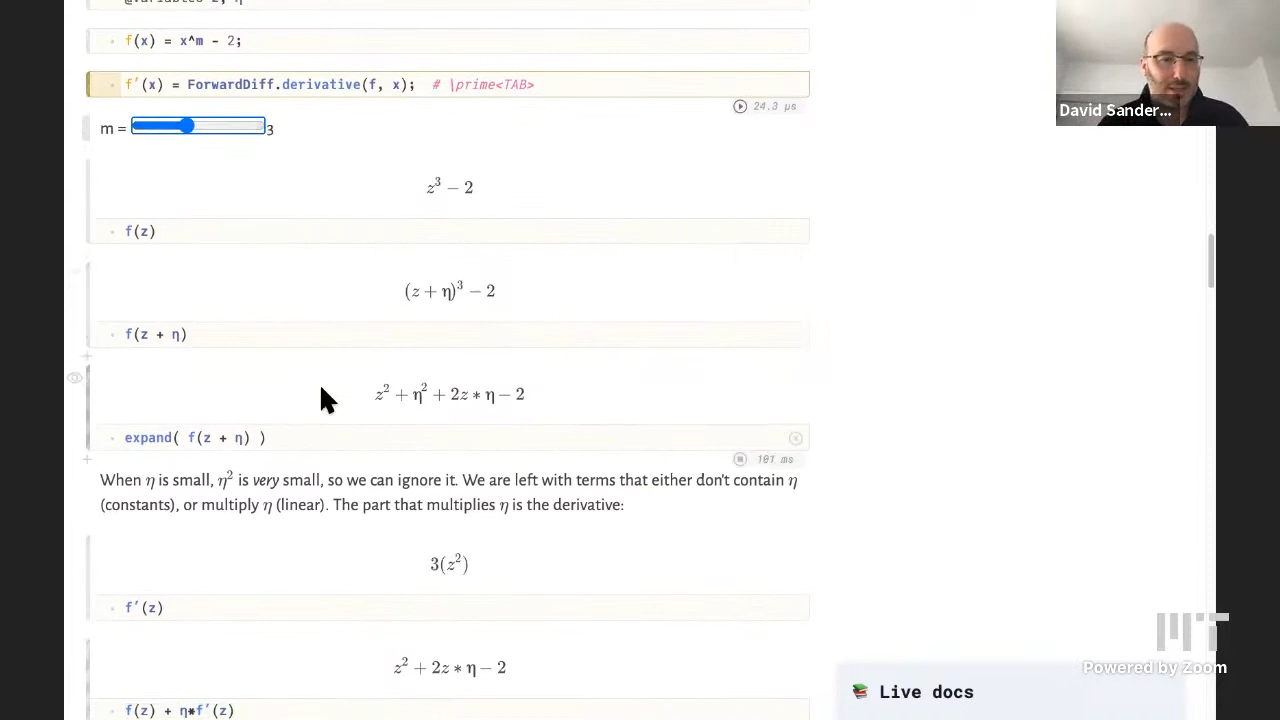 @variables z, η
f(x) = x^m - 2;
f′(x) = ForwardDiff.derivative(f, x);  # \prime<TAB>
24.3 μs
m = 3
z³ − 2
f(z)
(z + η)³ − 2
f(z + η)
z² + η² + 2z ∗ η − 2
expand( f(z + η) )
101 ms
When η is small, η² is very small, so we can ignore it. We are left with terms that either don't contain η
(constants), or multiply η (linear). The part that multiplies η is the derivative:
3(z²)
f′(z)
z² + 2z ∗ η − 2
f(z) + η*f′(z)
David Sander...
MIT
Powered by Zoom
Live docs